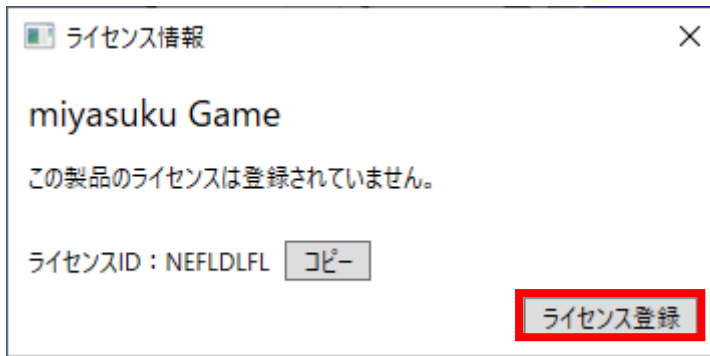 ライセンス情報
miyasuku Game
この製品のライセンスは登録されていません。
ライセンスID：NEFLDLFL コピー
ライセンス登録